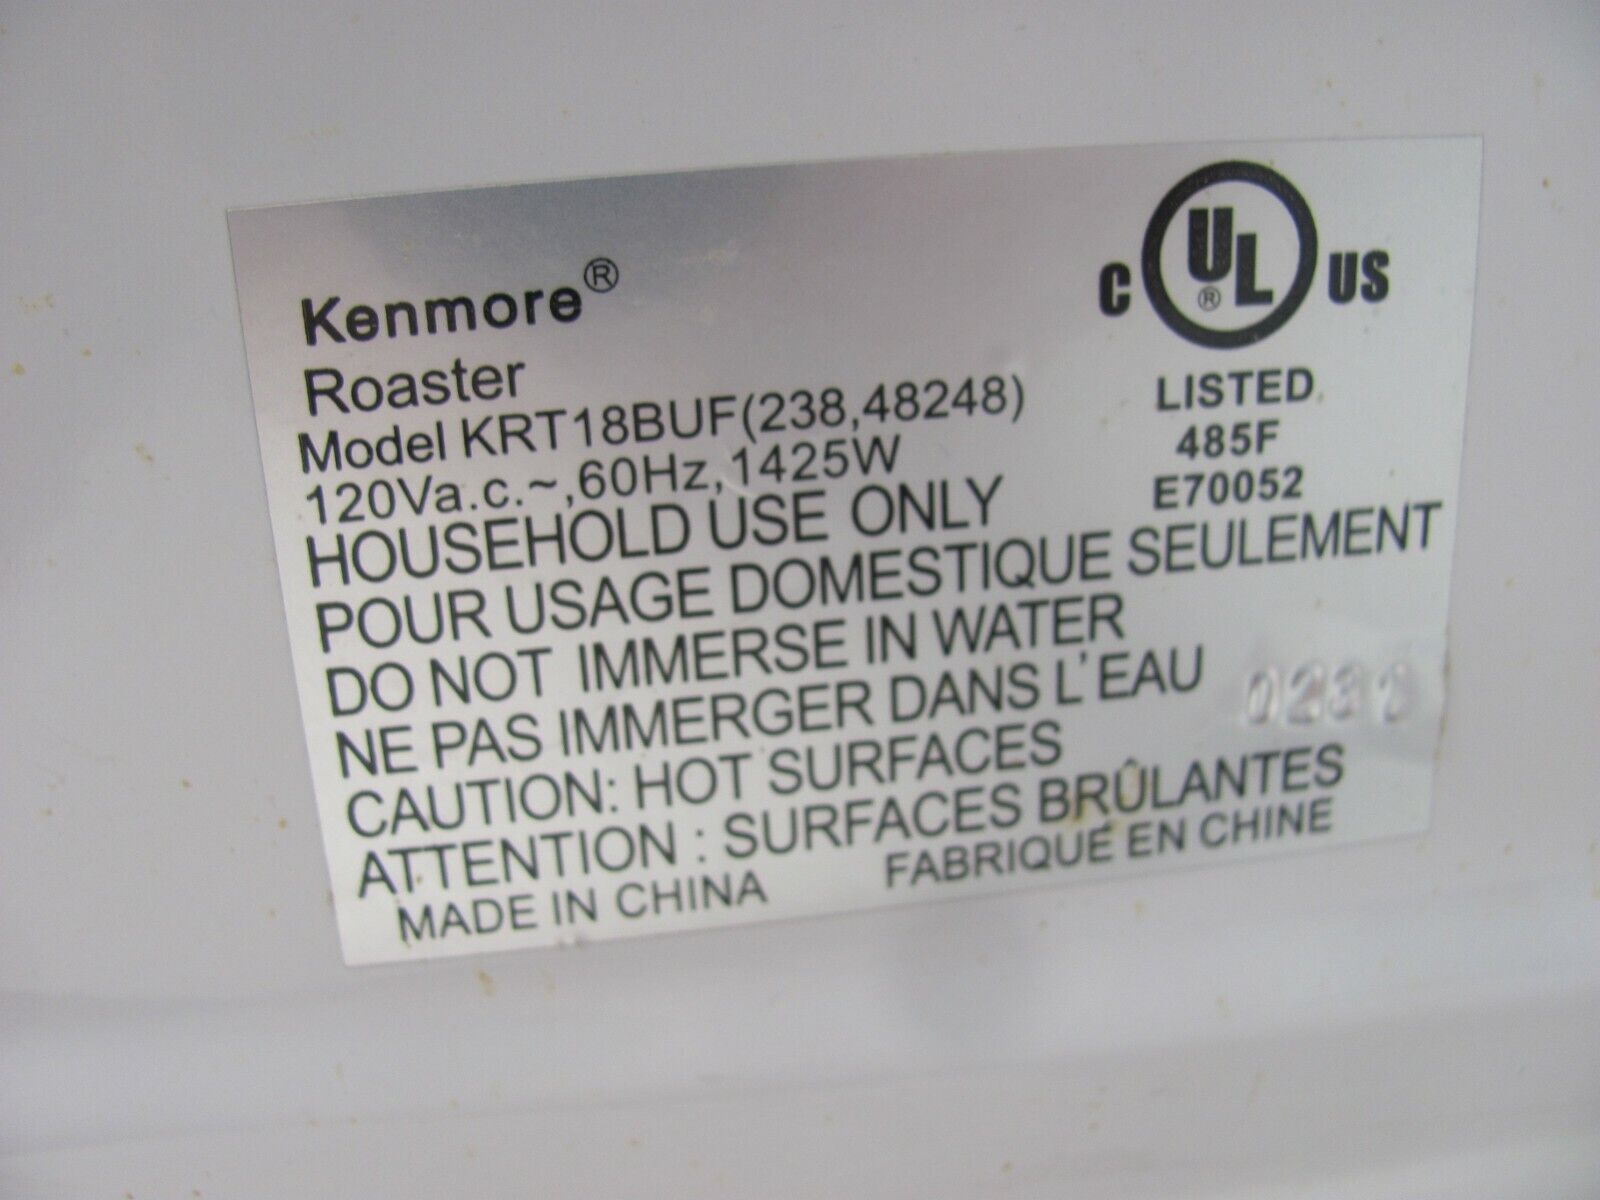 Kenmore®
Roaster
Model KRT18BUF(238,48248)
120Va.c.~,60Hz,1425W
HOUSEHOLD USE ONLY
POUR USAGE DOMESTIQUE SEULEMENT
DO NOT IMMERSE IN WATER
NE PAS IMMERGER DANS L'EAU
CAUTION: HOT SURFACES
ATTENTION : SURFACES BRÛLANTES
MADE IN CHINA FABRIQUÉ EN CHINE
C UL® US
LISTED
485F
E70052